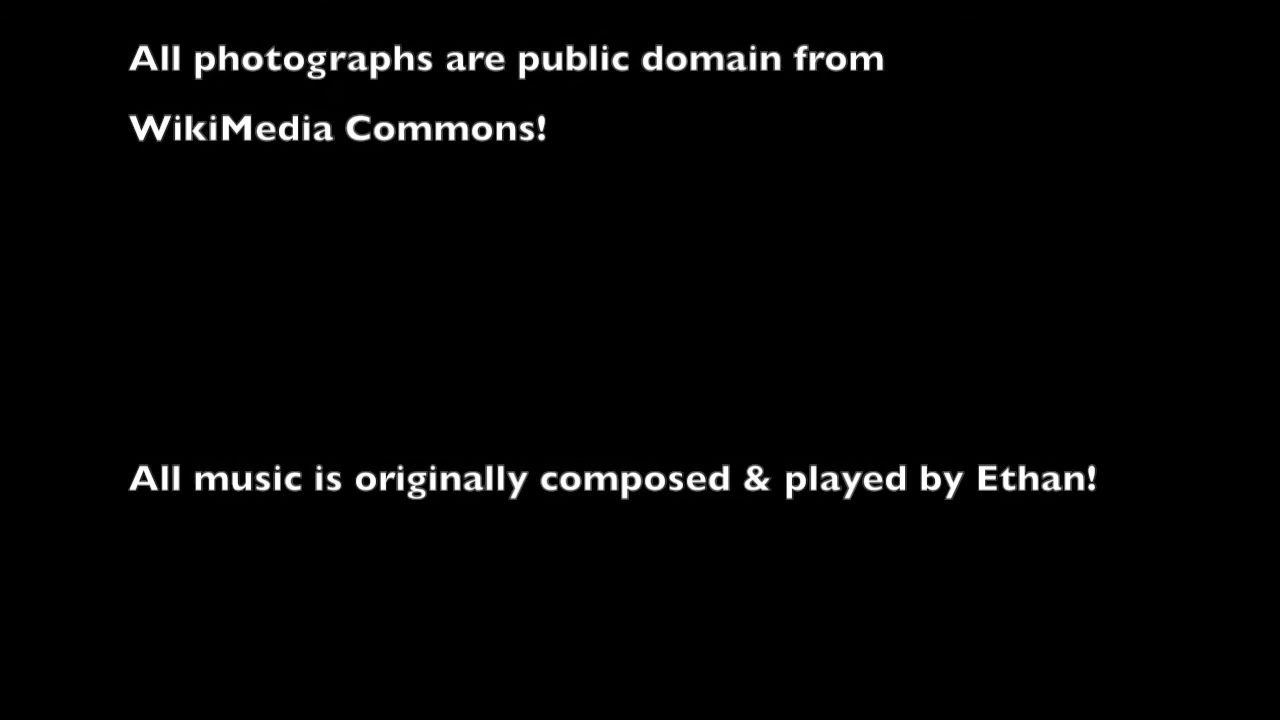 All photographs are public domain from
WikiMedia Commons!
All music is originally composed & played by Ethan!